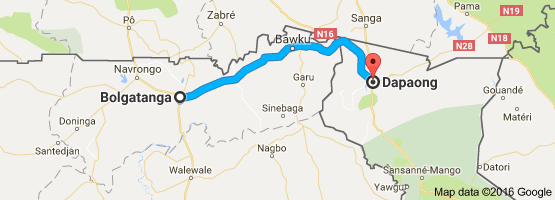 Zabré
Pama
Pô
Sanga
N19
N16
Bawku
N18
N28
Navrongo
Garu
Dapaong
Bolgatanga
Gouandé
Sinebaga
Matéri
Doninga
Santedjan
Nagbo
Datori
Walewale
Sansanné-Mango
Yawgu
Map data ©2016 Google